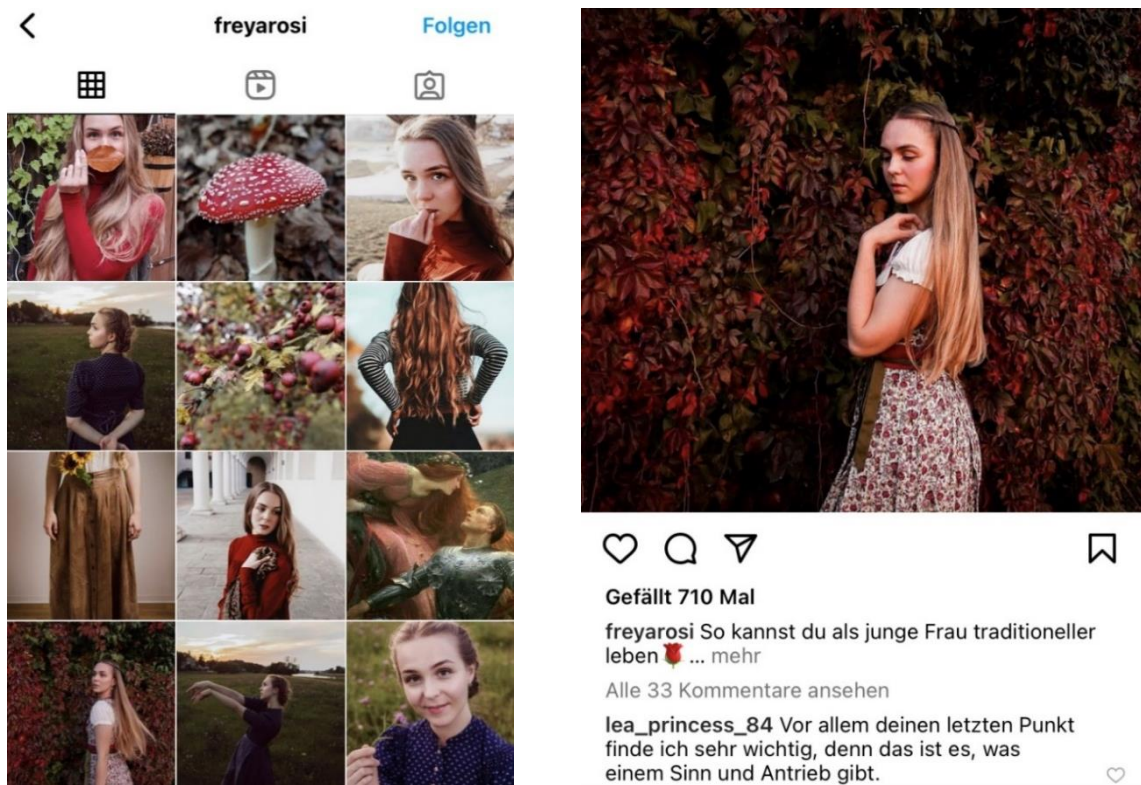 freyarosi
Folgen
Gefällt 710 Mal
freyarosi So kannst du als junge Frau traditioneller
leben🌹... mehr
Alle 33 Kommentare ansehen
lea_princess_84 Vor allem deinen letzten Punkt
finde ich sehr wichtig, denn das ist es, was
einem Sinn und Antrieb gibt.